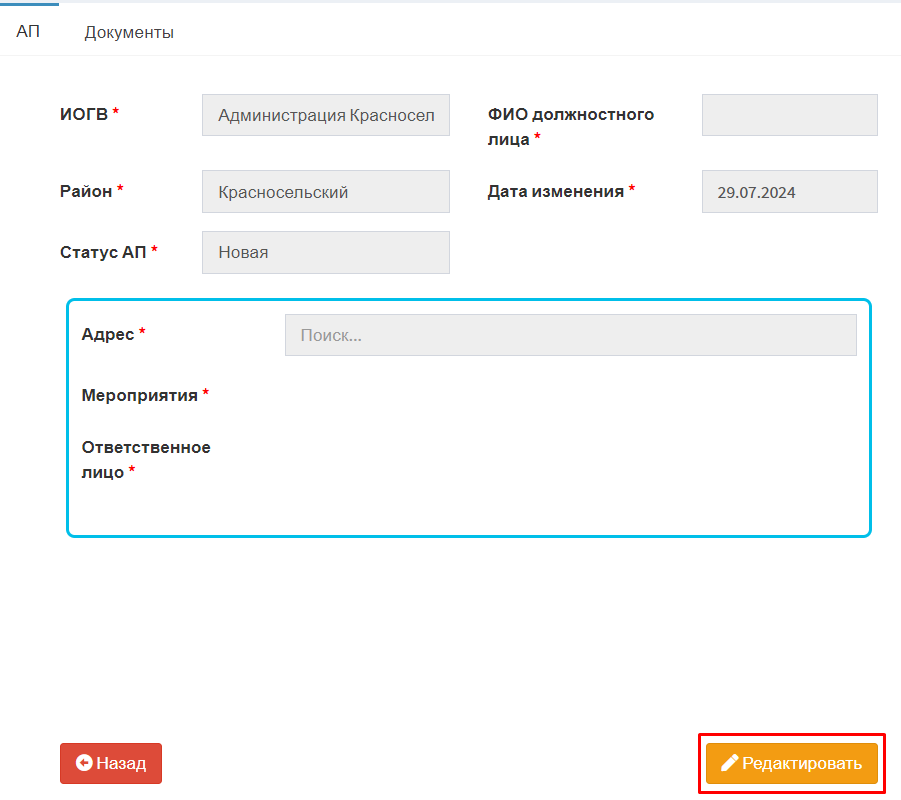 АП
Документы
ИОГВ *
Администрация Красносел
ФИО должностного
лица *
Район *
Красносельский
Дата изменения *
29.07.2024
Статус АП *
Новая
Адрес *
Поиск...
Мероприятия *
Ответственное
лицо *
Назад
Редактировать